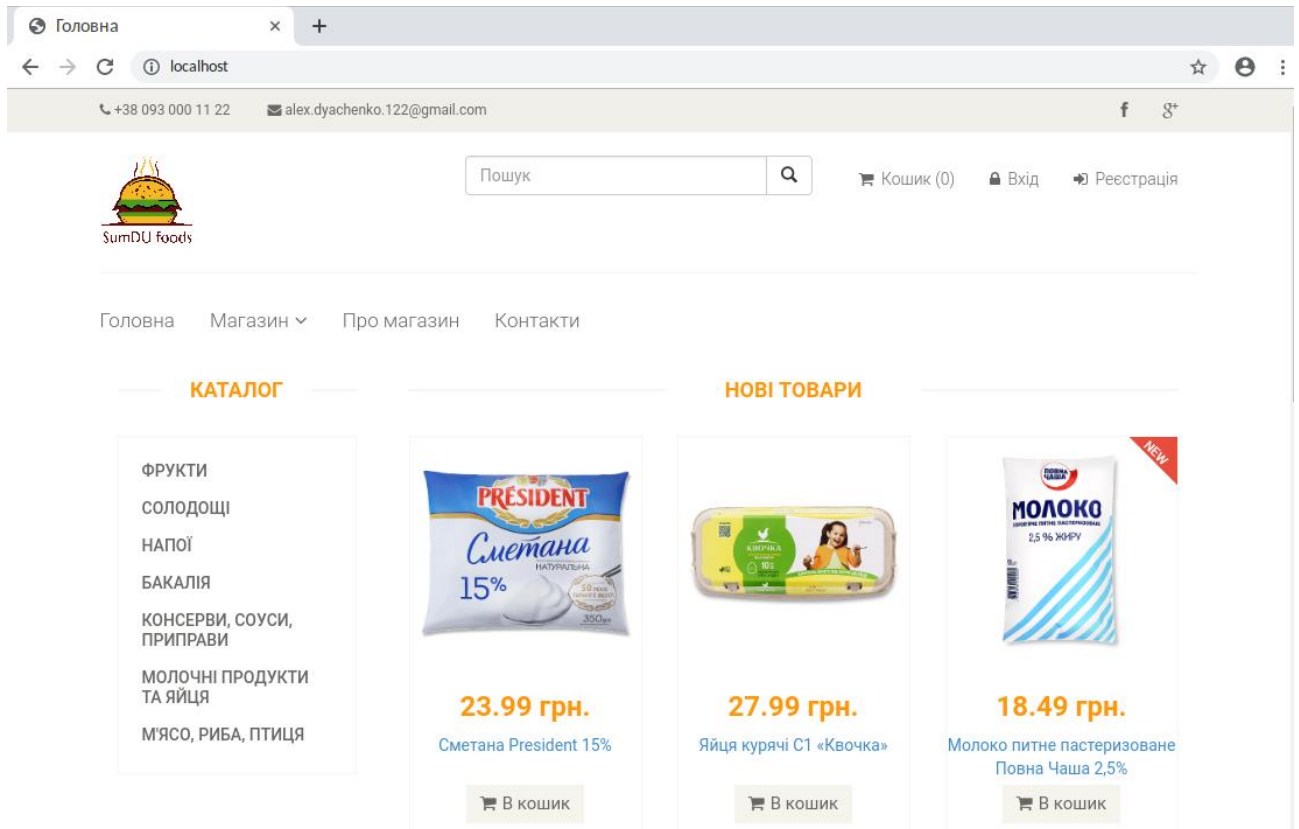 Головна
localhost
+38 093 000 11 22 alex.dyachenko.122@gmail.com
SumDU foods
Пошук
Кошик (0) Вхід Реєстрація
Головна Магазин Про магазин Контакти
КАТАЛОГ
ФРУКТИ
СОЛОДОЩІ
НАПОЇ
БАКАЛІЯ
КОНСЕРВИ, СОУСИ,
ПРИПРАВИ
МОЛОЧНІ ПРОДУКТИ
ТА ЯЙЦЯ
М'ЯСО, РИБА, ПТИЦЯ
НОВІ ТОВАРИ
PRÉSIDENT
Сметана
НАТУРАЛЬНА
15%
350
23.99 грн.
Сметана President 15%
В кошик
КВОЧКА
10
27.99 грн.
Яйця курячі С1 «Квочка»
В кошик
NEW
ПОВНА
ЧАША
МОЛОКО
2,5 % ЖИРУ
18.49 грн.
Молоко питне пастеризоване
Повна Чаша 2,5%
В кошик